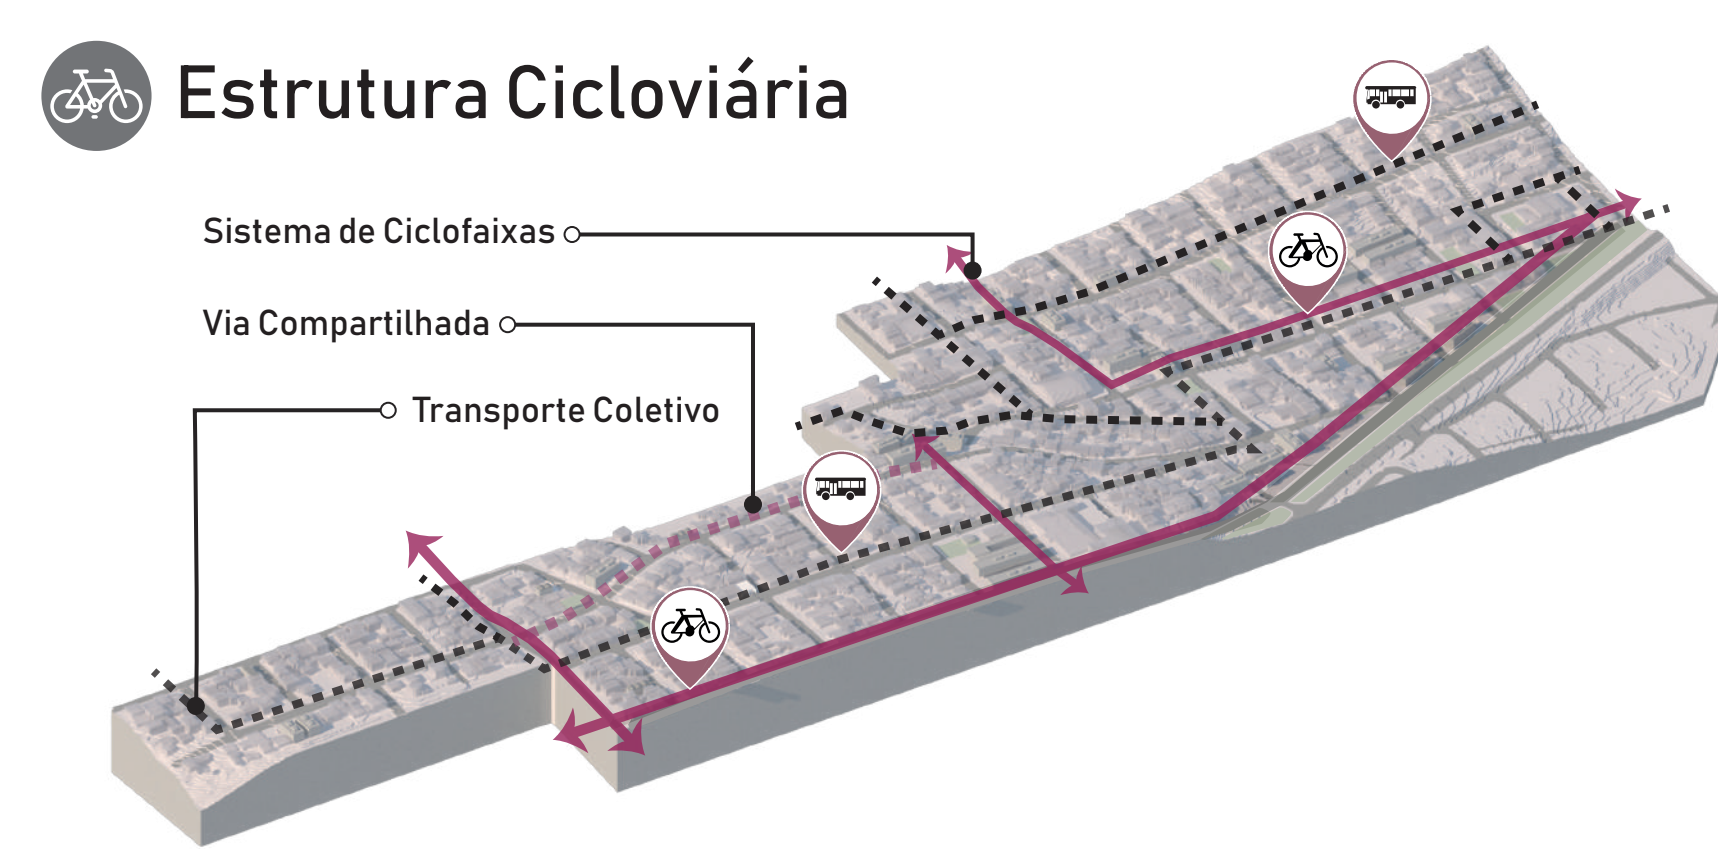 Estrutura Cicloviária
Sistema de Ciclofaixas
Via Compartilhada
Transporte Coletivo